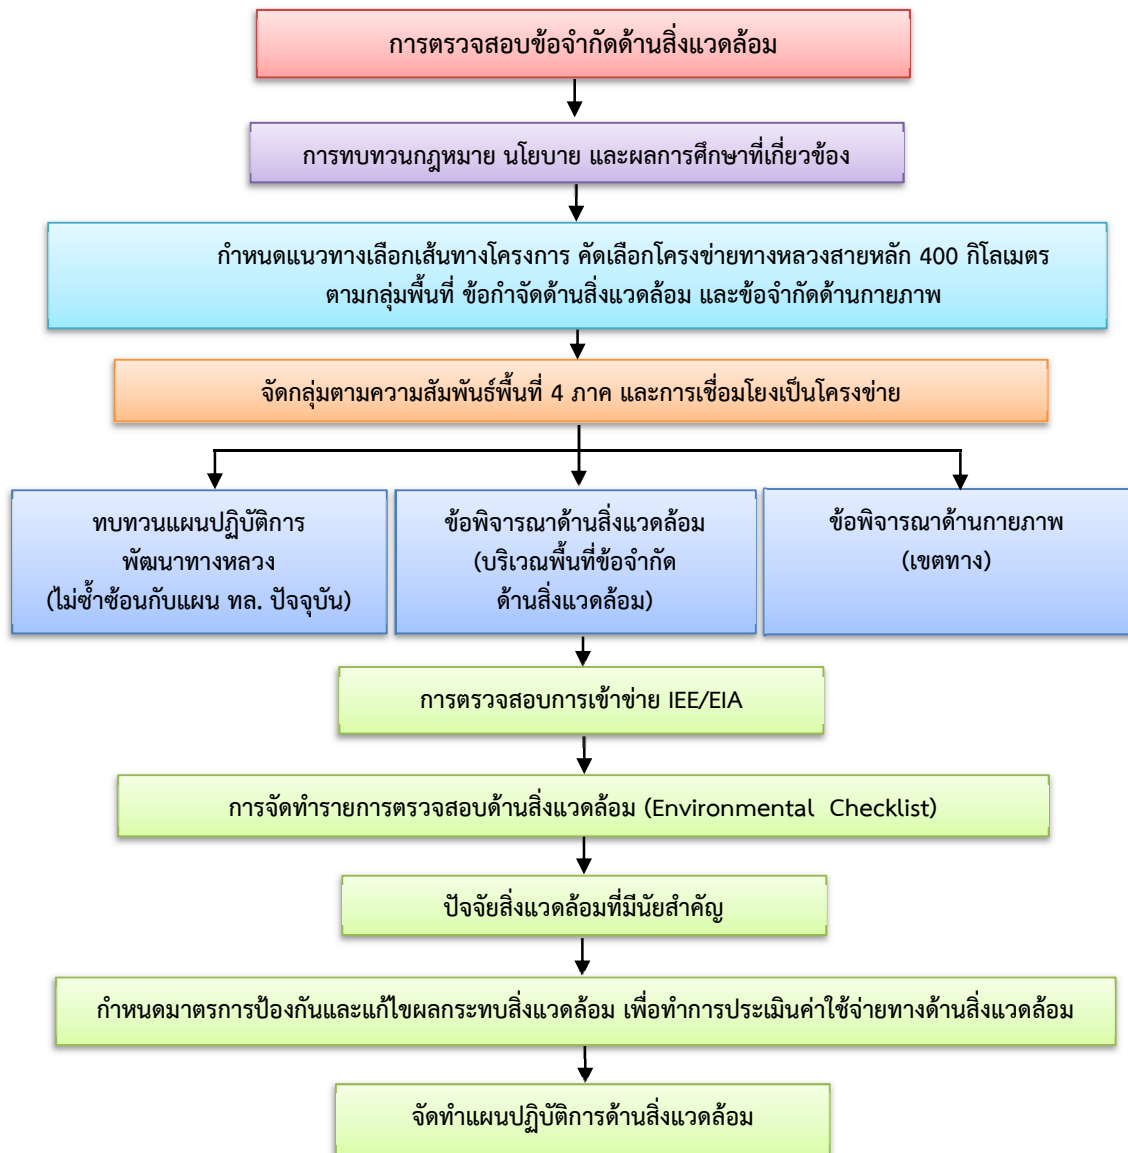 การตรวจสอบข้อจำกัดด้านสิ่งแวดล้อม
การทบทวนกฎหมาย นโยบาย และผลการศึกษาที่เกี่ยวข้อง
กำหนดแนวทางเลือกเส้นทางโครงการ คัดเลือกโครงข่ายทางหลวงสายหลัก 400 กิโลเมตร
ตามกลุ่มพื้นที่ ข้อกำจัดด้านสิ่งแวดล้อม และข้อจำกัดด้านกายภาพ
จัดกลุ่มตามความสัมพันธ์พื้นที่ 4 ภาค และการเชื่อมโยงเป็นโครงข่าย
ทบทวนแผนปฏิบัติการ
พัฒนาทางหลวง
(ไม่ซ้ำซ้อนกับแผน ทล. ปัจจุบัน)
ข้อพิจารณาด้านสิ่งแวดล้อม
(บริเวณพื้นที่ข้อจำกัด
ด้านสิ่งแวดล้อม)
ข้อพิจารณาด้านกายภาพ
(เขตทาง)
การตรวจสอบการเข้าข่าย IEE/EIA
การจัดทำรายการตรวจสอบด้านสิ่งแวดล้อม (Environmental Checklist)
ปัจจัยสิ่งแวดล้อมที่มีนัยสำคัญ
กำหนดมาตรการป้องกันและแก้ไขผลกระทบสิ่งแวดล้อม เพื่อทำการประเมินค่าใช้จ่ายทางด้านสิ่งแวดล้อม
จัดทำแผนปฏิบัติการด้านสิ่งแวดล้อม